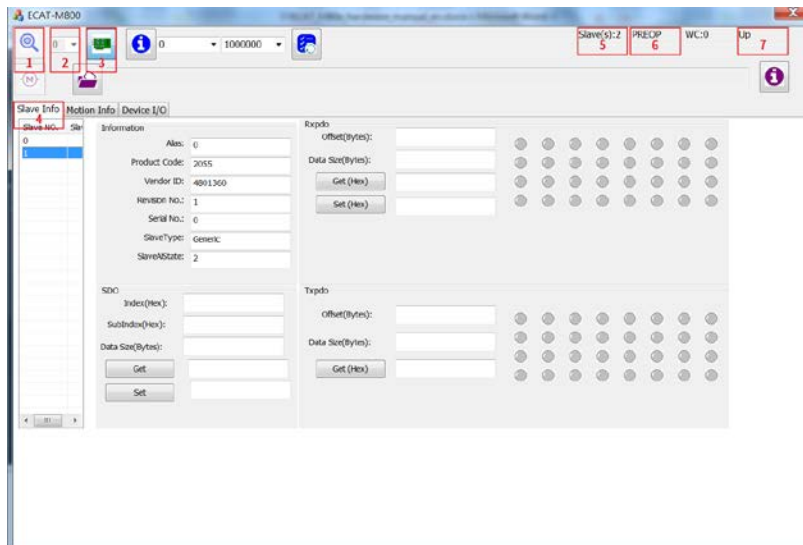 ECAT-M800
0
0
1000000
Slave(s):2
PREOP
WC:0
Up
1
2
3
5
6
7
Slave Info
Motion Info
Device I/O
4
Slave NO.
0
1
Information
Alias:
0
Product Code:
2055
Vendor ID:
4801360
Revision No.:
1
Serial No.:
0
SlaveType:
Generic
SlaveAlState:
2
Rxpdo
Offset(Bytes):
Data Size(Bytes):
Get (Hex)
Set (Hex)
SDO
Index(Hex):
SubIndex(Hex):
Data Size(Bytes):
Get
Set
Txpdo
Offset(Bytes):
Data Size(Bytes):
Get (Hex)